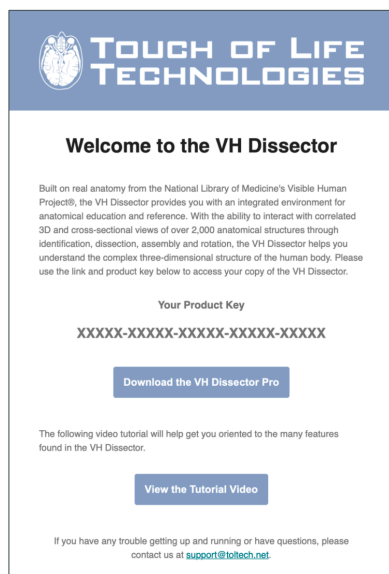 TOUCH OF LIFE
TECHNOLOGIES
Welcome to the VH Dissector
Built on real anatomy from the National Library of Medicine's Visible Human
Project®, the VH Dissector provides you with an integrated environment for
anatomical education and reference. With the ability to interact with correlated
3D and cross-sectional views of over 2,000 anatomical structures through
identification, dissection, assembly and rotation, the VH Dissector helps you
understand the complex three-dimensional structure of the human body. Please
use the link and product key below to access your copy of the VH Dissector.
Your Product Key
XXXXX-XXXXX-XXXXX-XXXXX-XXXXX
Download the VH Dissector Pro
The following video tutorial will help get you oriented to the many features
found in the VH Dissector.
View the Tutorial Video
If you have any trouble getting up and running or have questions, please
contact us at support@toltech.net.